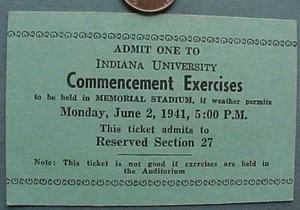 ADMIT ONE TO
INDIANA UNIVERSITY
Commencement Exercises
to be held in MEMORIAL STADIUM, if weather permits
Monday, June 2, 1941, 5:00 P.M.
This ticket admits to
Reserved Section 27
Note: This ticket is not good if exercises are held in
the Auditorium